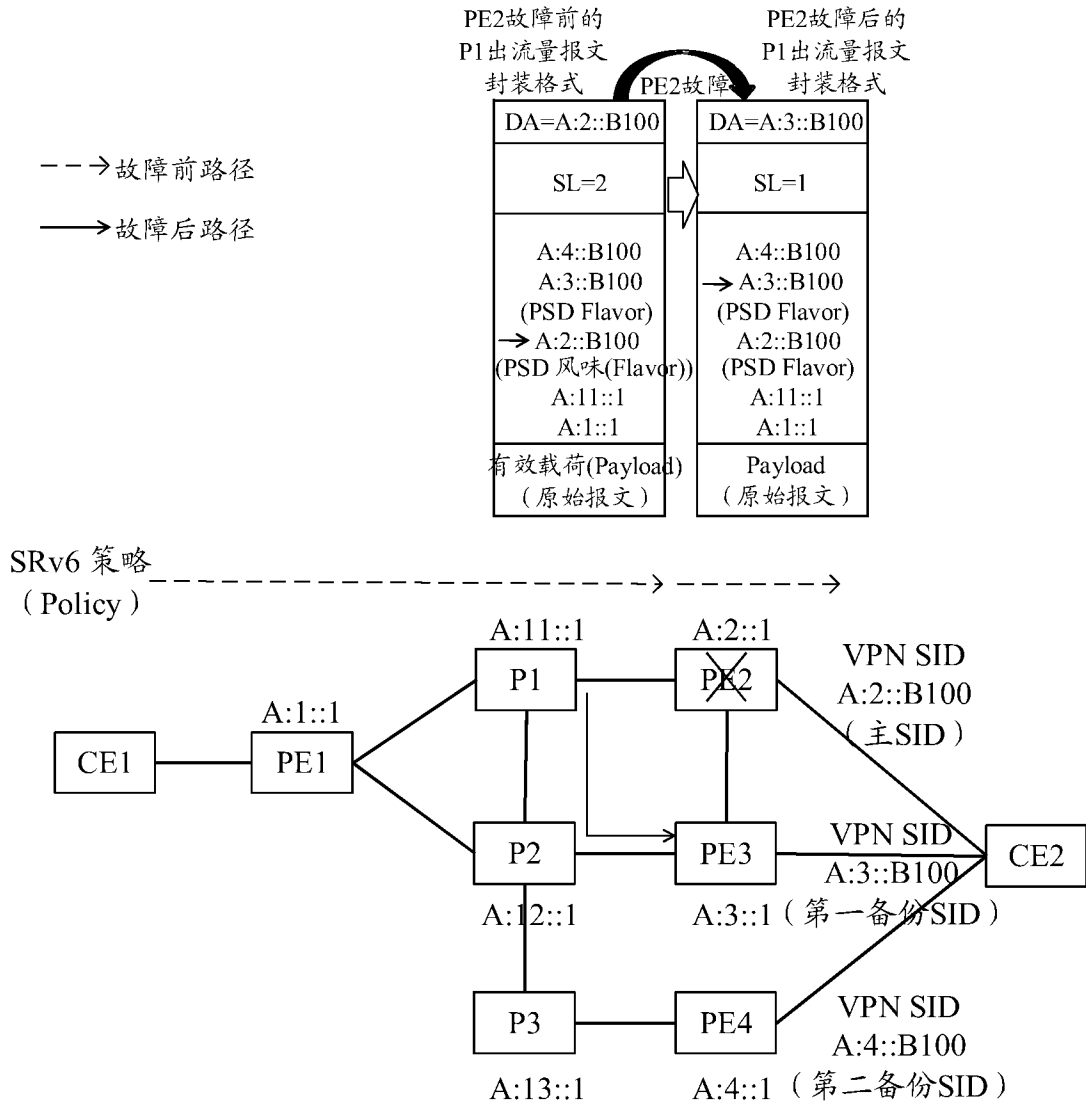 PE2故障前的
P1出流量报文
封装格式
PE2故障后的
P1出流量报文
封装格式
PE2故障
故障前路径
故障后路径
DA=A:2::B100
SL=2
A:4::B100
A:3::B100
(PSD Flavor)
A:2::B100
(PSD 风味(Flavor))
A:11::1
A:1::1
有效载荷(Payload)
（原始报文）
DA=A:3::B100
SL=1
A:4::B100
A:3::B100
(PSD Flavor)
A:2::B100
(PSD Flavor)
A:11::1
A:1::1
Payload
（原始报文）
SRv6 策略
（Policy）
A:11::1
A:2::1
P1
PE2
VPN SID
A:2::B100
（主SID）
A:1::1
CE1
PE1
P2
PE3
VPN SID
A:3::B100
（第一备份SID）
CE2
A:12::1
A:3::1
P3
PE4
VPN SID
A:4::B100
（第二备份SID）
A:13::1
A:4::1